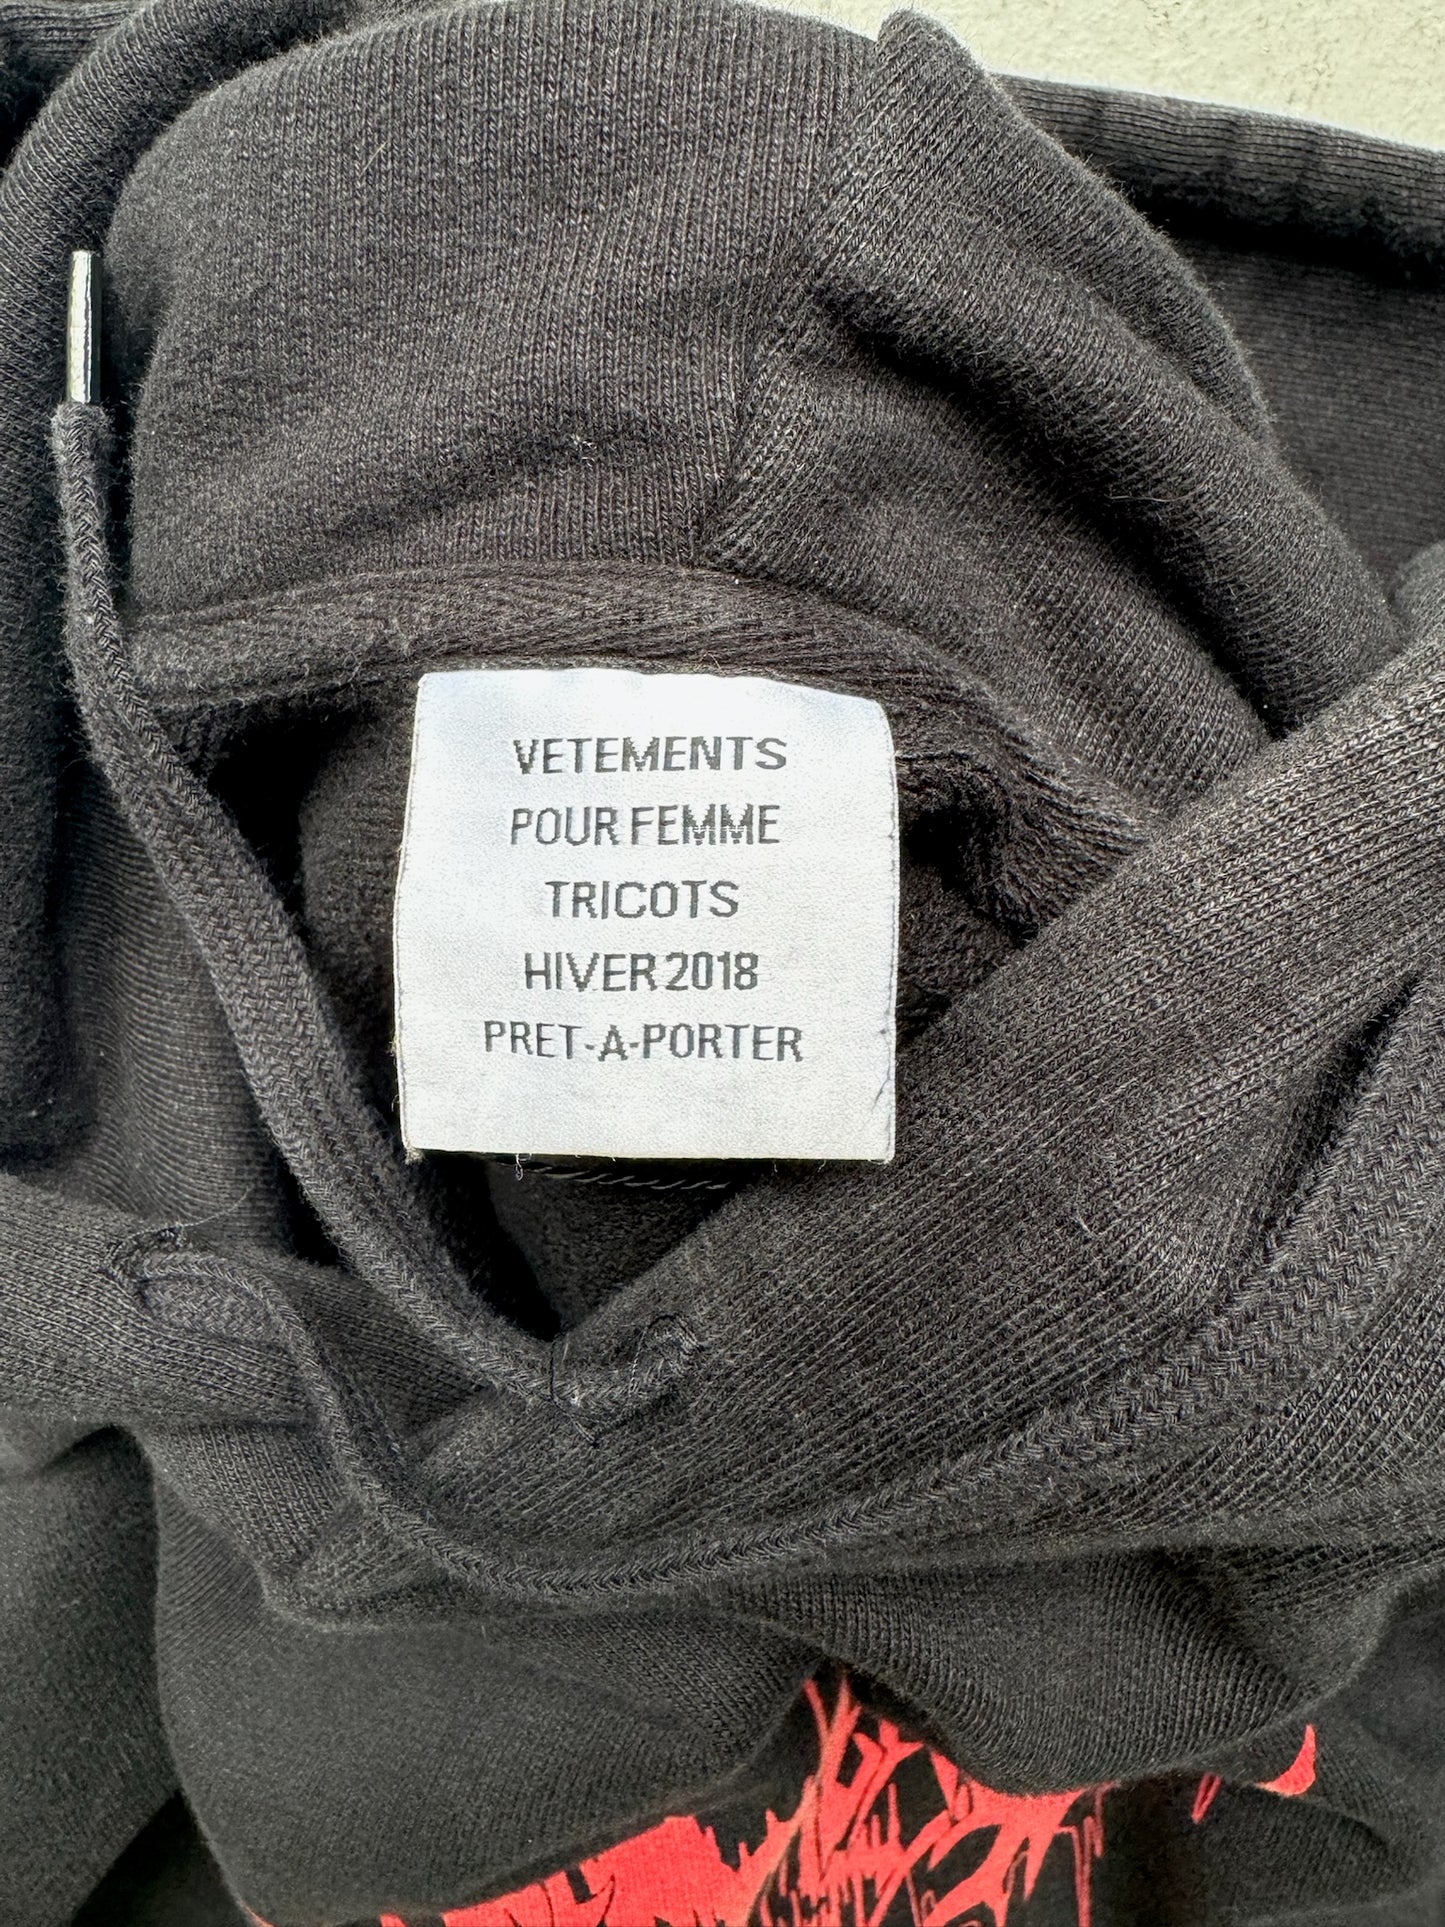 VETEMENTS
POUR FEMME
TRICOTS
HIVER 2018
PRET-A-PORTER